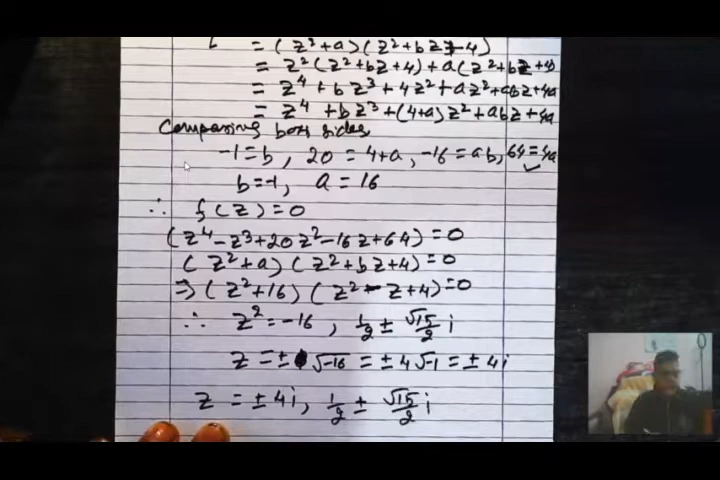 = (z²+a)(z²+bz+4)
= z²(z²+bz+4)+a(z²+bz+4)
= z⁴+bz³+4z²+az²+abz+4a
= z⁴+bz³+(4+a)z²+abz+4a
Comparing both sides
-1=b, 20=4+a, -16=ab, 64=4a
b=-1, a=16
∴ f(z)=0
(z⁴-z³+20z²-16z+64)=0
(z²+a)(z²+bz+4)=0
⇒(z²+16)(z²-z+4)=0
∴ z²=-16, 1/2 ± √15/2 i
z=±√-16=±4√-1=±4i
z=±4i, 1/2 ± √15/2 i